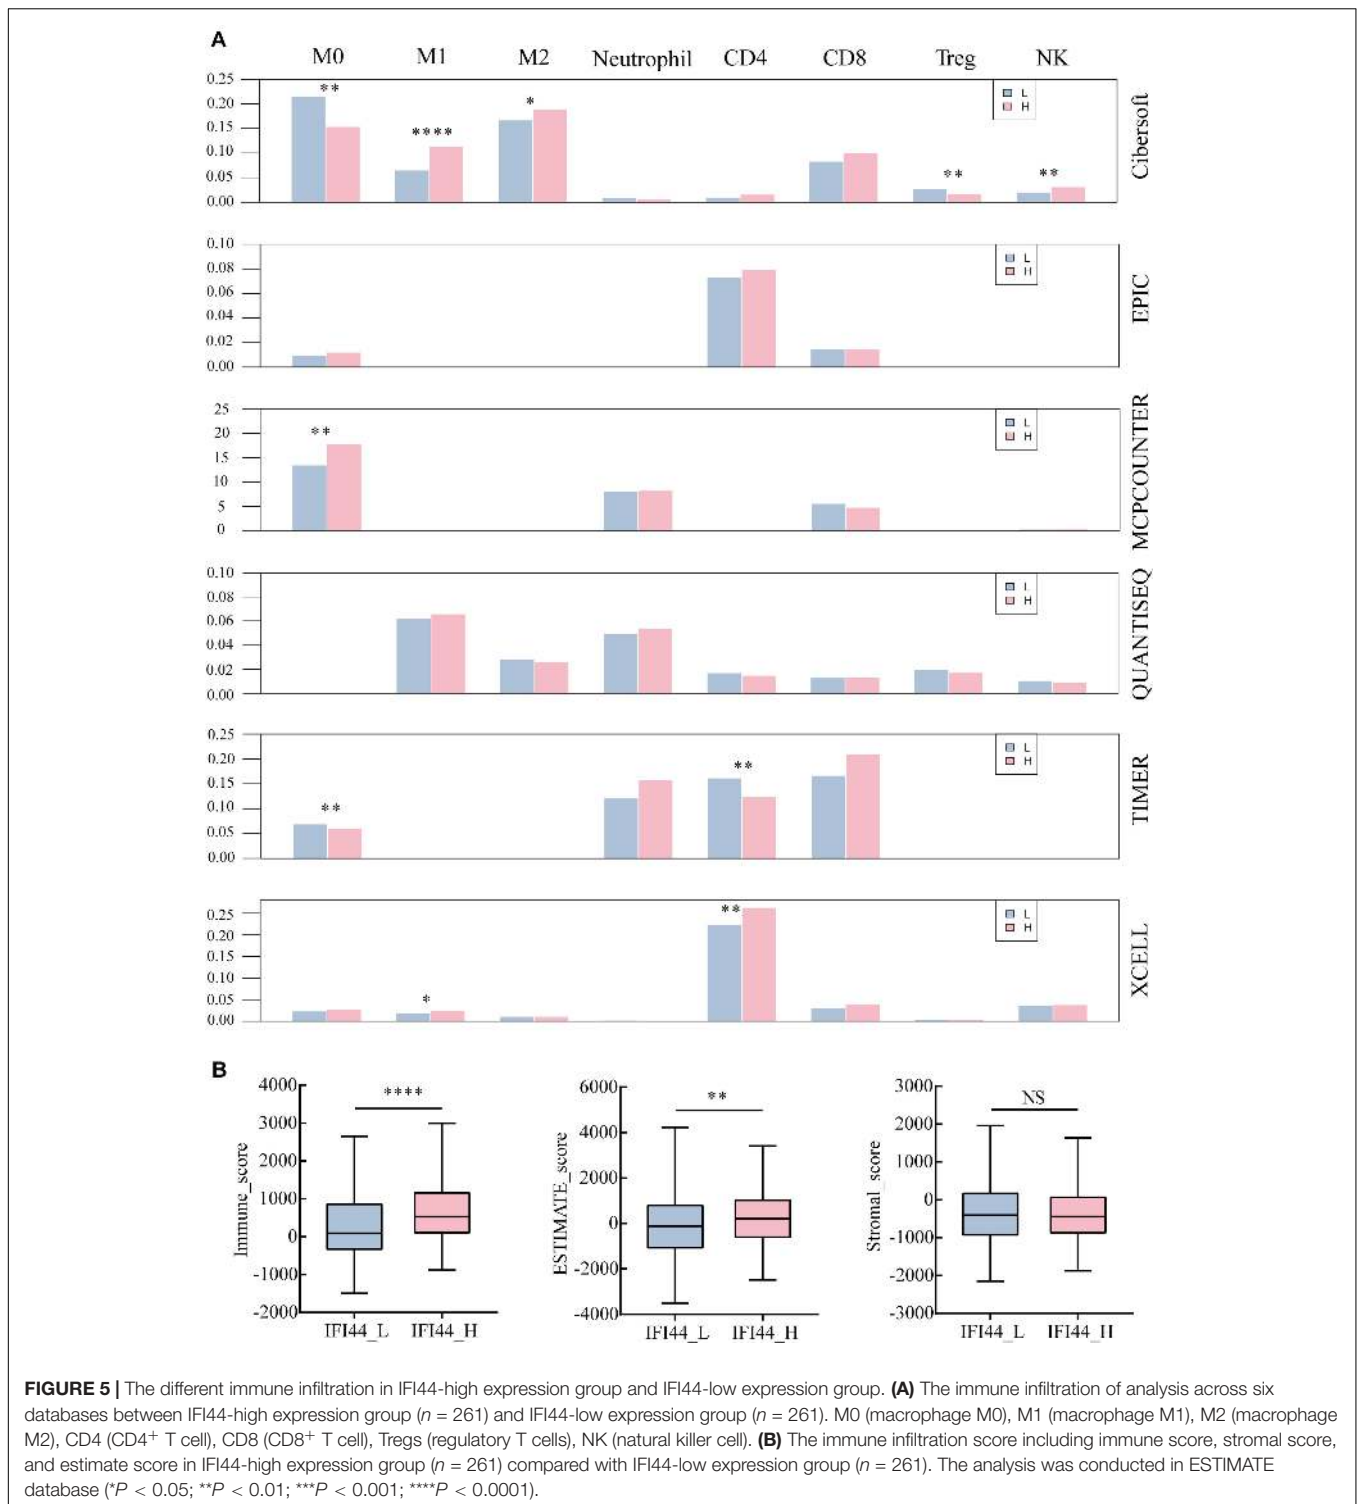 A
M0 M1 M2 Neutrophil CD4 CD8 Treg NK
0.25
0.20
0.15
0.10
0.05
0.00
** **** * ** **
L
H
Cibersoft
0.10
0.08
0.06
0.04
0.02
0.00
L
H
EPIC
25
20
15
10
5
0
**
L
H
MCPCOUNTER
0.10
0.08
0.06
0.04
0.02
0.00
L
H
QUANTISEQ
0.25
0.20
0.15
0.10
0.05
0.00
** **
L
H
TIMER
0.25
0.20
0.15
0.10
0.05
0.00
* **
L
H
XCELL
B
Immune_score
4000
3000
2000
1000
0
-1000
-2000
****
IFI44_L IFI44_H
ESTIMATE_score
6000
4000
2000
0
-2000
-4000
**
IFI44_L IFI44_H
Stromal_score
3000
2000
1000
0
-1000
-2000
-3000
NS
IFI44_L IFI44_H
FIGURE 5 | The different immune infiltration in IFI44-high expression group and IFI44-low expression group. (A) The immune infiltration of analysis across six
databases between IFI44-high expression group (n = 261) and IFI44-low expression group (n = 261). M0 (macrophage M0), M1 (macrophage M1), M2 (macrophage
M2), CD4 (CD4+ T cell), CD8 (CD8+ T cell), Tregs (regulatory T cells), NK (natural killer cell). (B) The immune infiltration score including immune score, stromal score,
and estimate score in IFI44-high expression group (n = 261) compared with IFI44-low expression group (n = 261). The analysis was conducted in ESTIMATE
database (*P < 0.05; **P < 0.01; ***P < 0.001; ****P < 0.0001).